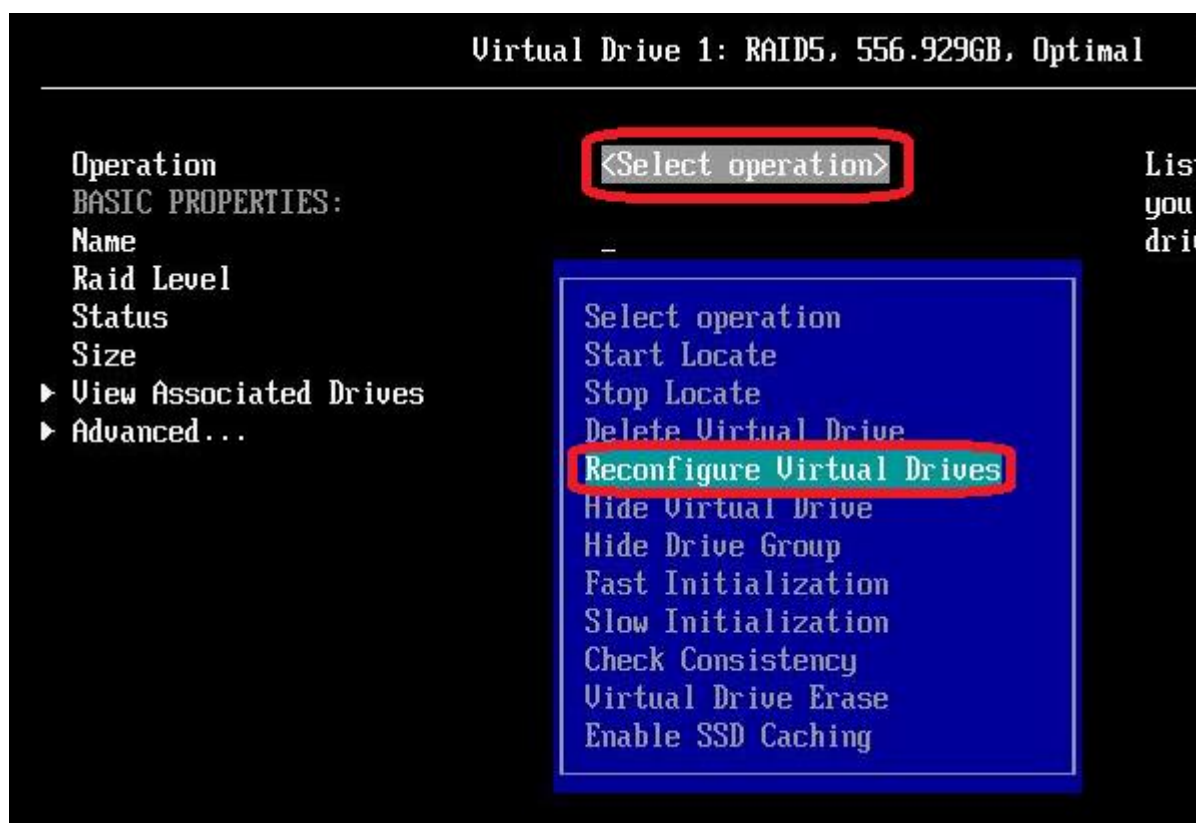 Virtual Drive 1: RAID5, 556.929GB, Optimal
Operation <Select operation>
BASIC PROPERTIES:
Name _
Raid Level
Status
Size
▶ View Associated Drives
▶ Advanced...
Select operation
Start Locate
Stop Locate
Delete Virtual Drive
Reconfigure Virtual Drives
Hide Virtual Drive
Hide Drive Group
Fast Initialization
Slow Initialization
Check Consistency
Virtual Drive Erase
Enable SSD Caching
you